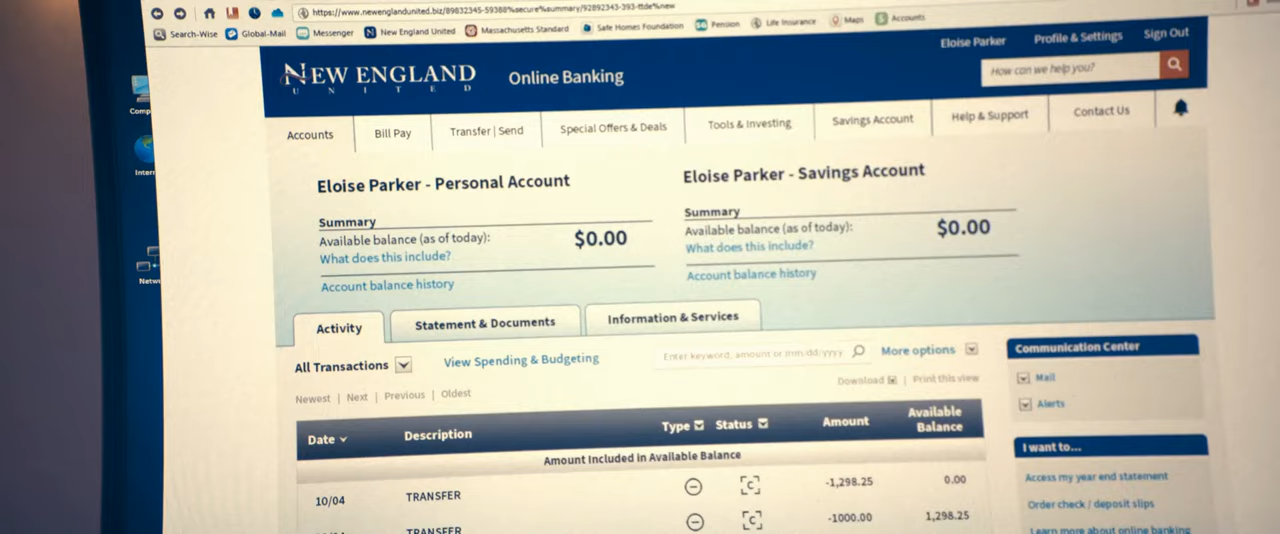 https://www.newenglandunited.biz/89832345-59388%secure%summary/92892343-393-ttde%new
Search-Wise Global-Mail Messenger New England United Massachusetts Standard Safe Homes Foundation Pension Life Insurance Maps Accounts
Eloise Parker Profile & Settings Sign Out
NEW ENGLAND
UNITED
Online Banking
How can we help you?
Accounts Bill Pay Transfer | Send Special Offers & Deals Tools & Investing Savings Account Help & Support Contact Us
Eloise Parker - Personal Account
Summary
Available balance (as of today): $0.00
What does this include?
Account balance history
Eloise Parker - Savings Account
Summary
Available balance (as of today): $0.00
What does this include?
Account balance history
Activity Statement & Documents Information & Services
All Transactions View Spending & Budgeting Enter keyword, amount or mm/dd/yyyy More options
Download | Print this view
Newest | Next | Previous | Oldest
Date Description Type Status Amount Available Balance
Amount Included in Available Balance
10/04 TRANSFER C -1,298.25 0.00
TRANSFER C -1000.00 1,298.25
Communication Center
Mail
Alerts
I want to...
Access my year end statement
Order check / deposit slips
Learn more about online banking